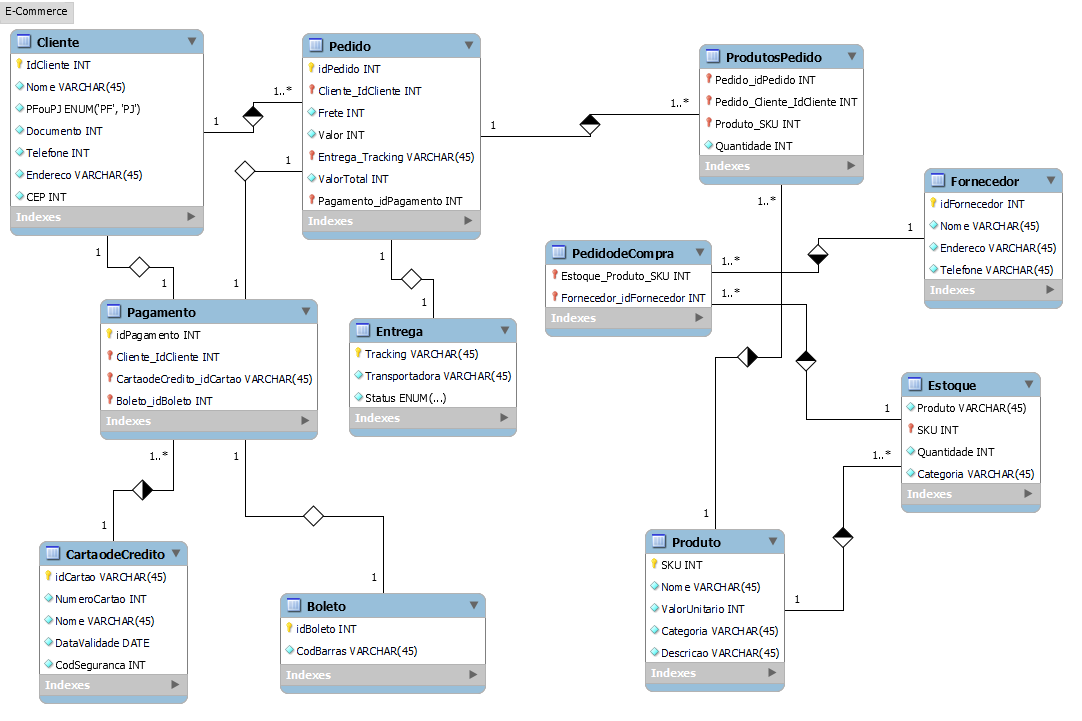 E-Commerce
Cliente
IdCliente INT
Nome VARCHAR(45)
PFouPJ ENUM('PF', 'PJ')
Documento INT
Telefone INT
Endereco VARCHAR(45)
CEP INT
Indexes
1
1..*
Pedido
idPedido INT
Cliente_IdCliente INT
Frete INT
Valor INT
Entrega_Tracking VARCHAR(45)
ValorTotal INT
Pagamento_idPagamento INT
Indexes
1
1
1..*
ProdutosPedido
Pedido_idPedido INT
Pedido_Cliente_IdCliente INT
Produto_SKU INT
Quantidade INT
Indexes
1..*
Fornecedor
idFornecedor INT
Nome VARCHAR(45)
Endereco VARCHAR(45)
Telefone VARCHAR(45)
Indexes
1
PedidodeCompra
Estoque_Produto_SKU INT
Fornecedor_idFornecedor INT
Indexes
1..*
1..*
1
1
1
1
1
Pagamento
idPagamento INT
Cliente_IdCliente INT
CartaodeCredito_idCartao VARCHAR(45)
Boleto_idBoleto INT
Indexes
Entrega
Tracking VARCHAR(45)
Transportadora VARCHAR(45)
Status ENUM(...)
Indexes
Estoque
Produto VARCHAR(45)
SKU INT
Quantidade INT
Categoria VARCHAR(45)
Indexes
1
1..*
1..*
1
1
1
CartaodeCredito
idCartao VARCHAR(45)
NumeroCartao INT
Nome VARCHAR(45)
DataValidade DATE
CodSeguranca INT
Indexes
Boleto
idBoleto INT
CodBarras VARCHAR(45)
Indexes
1
Produto
SKU INT
Nome VARCHAR(45)
ValorUnitario INT
Categoria VARCHAR(45)
Descricao VARCHAR(45)
Indexes
1